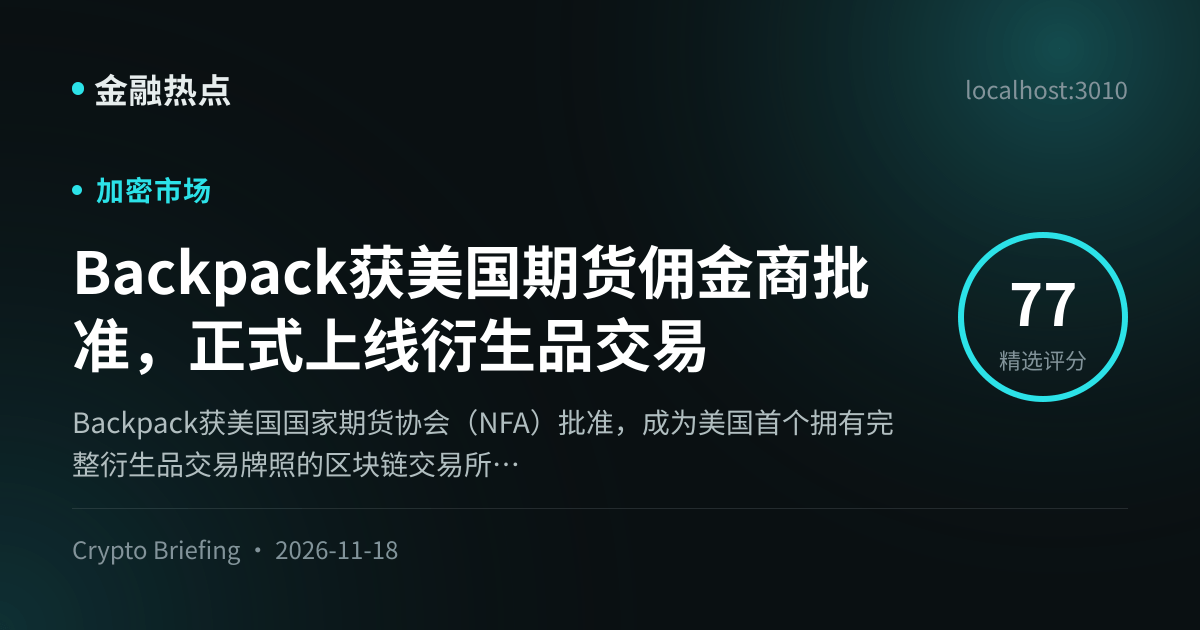 金融热点
localhost:3010
加密市场
Backpack获美国期货佣金商批
准，正式上线衍生品交易
77
精选评分
Backpack获美国国家期货协会（NFA）批准，成为美国首个拥有完
整衍生品交易牌照的区块链交易所…
Crypto Briefing · 2026-11-18